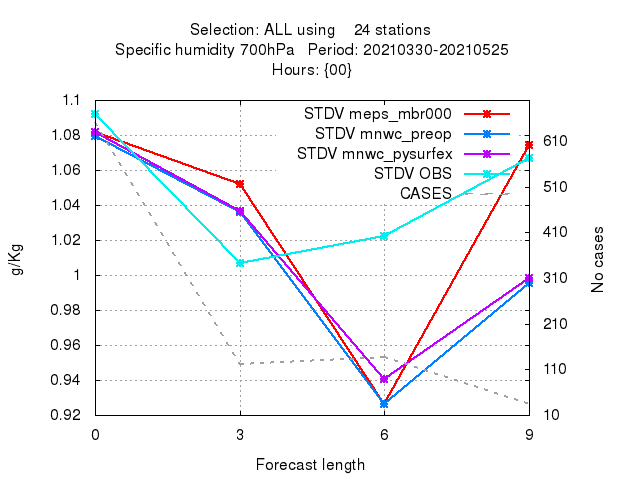 Selection: ALL using 24 stations
Specific humidity 700hPa Period: 20210330-20210525
Hours: {00}
STDV meps_mbr000
STDV mnwc_preop
STDV mnwc_pysurfex
STDV OBS
CASES
1.1
1.08
1.06
1.04
1.02
1
0.98
0.96
0.94
0.92
g/Kg
610
510
410
310
210
110
10
No cases
0 3 6 9
Forecast length